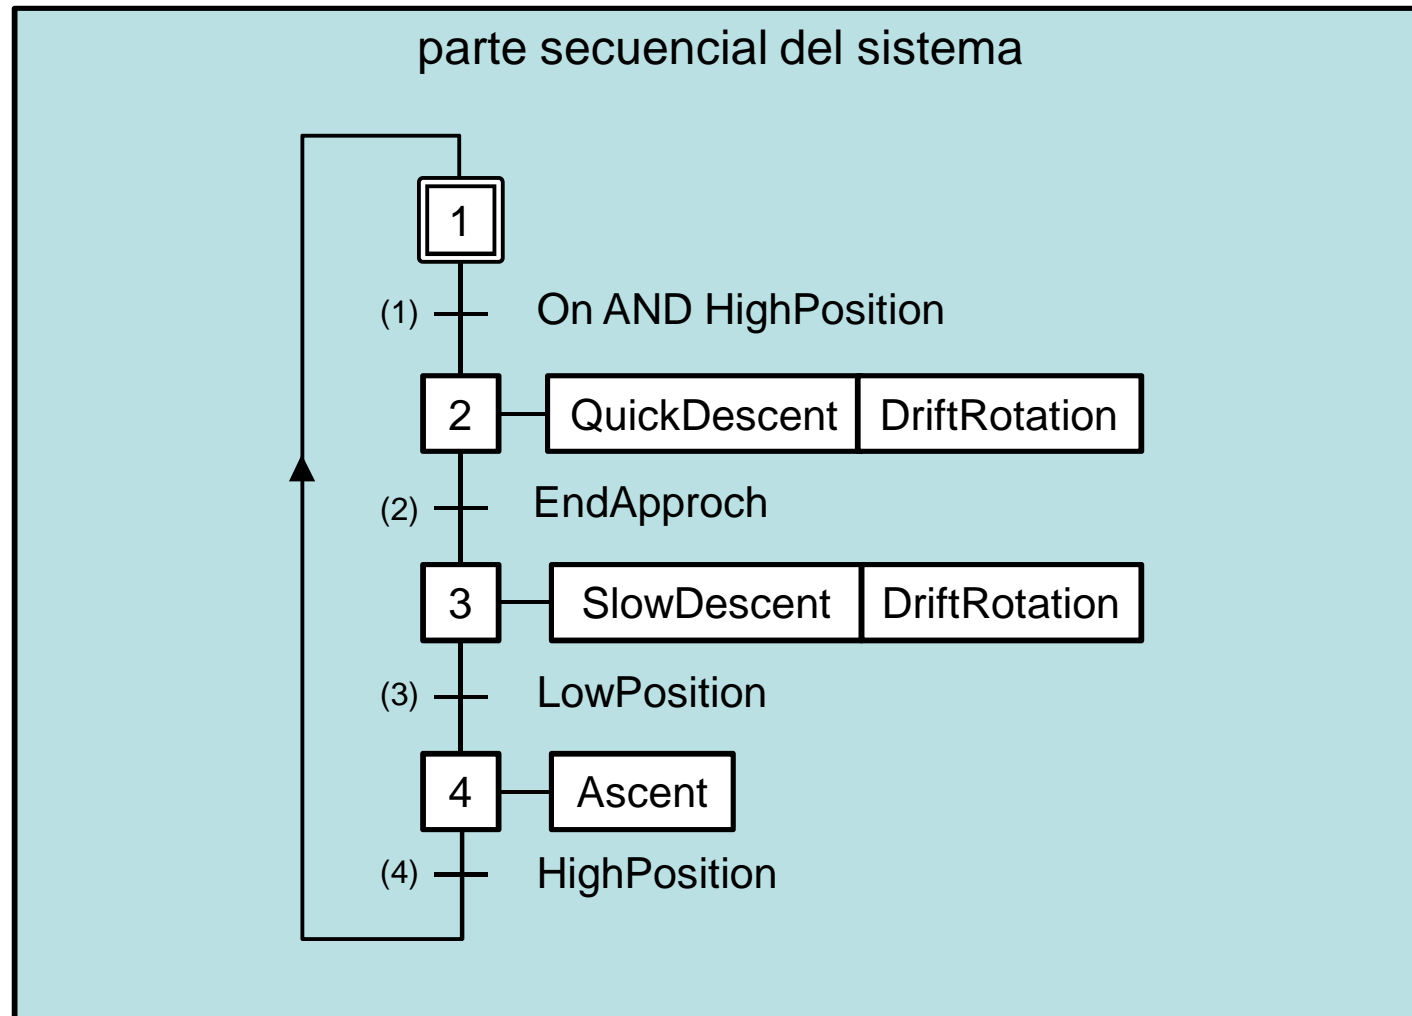 parte secuencial del sistema
1
(1) On AND HighPosition
2 QuickDescent DriftRotation
(2) EndApproch
3 SlowDescent DriftRotation
(3) LowPosition
4 Ascent
(4) HighPosition